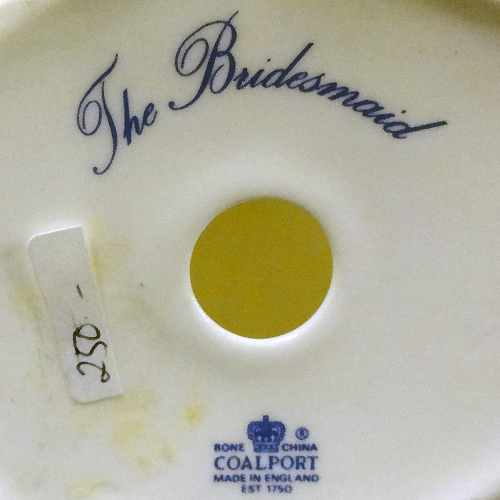 The Bridesmaid
250.-
BONE ® CHINA
COALPORT
MADE IN ENGLAND
EST 1750